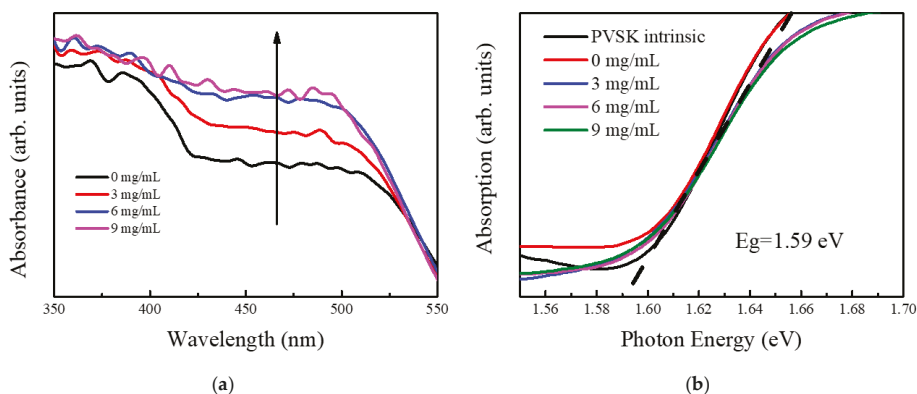 Absorbance (arb. units)
0 mg/mL
3 mg/mL
6 mg/mL
9 mg/mL
350 400 450 500 550
Wavelength (nm)
(a)
Absorption (arb. units)
PVSK intrinsic
0 mg/mL
3 mg/mL
6 mg/mL
9 mg/mL
Eg=1.59 eV
1.56 1.58 1.60 1.62 1.64 1.66 1.68 1.70
Photon Energy (eV)
(b)